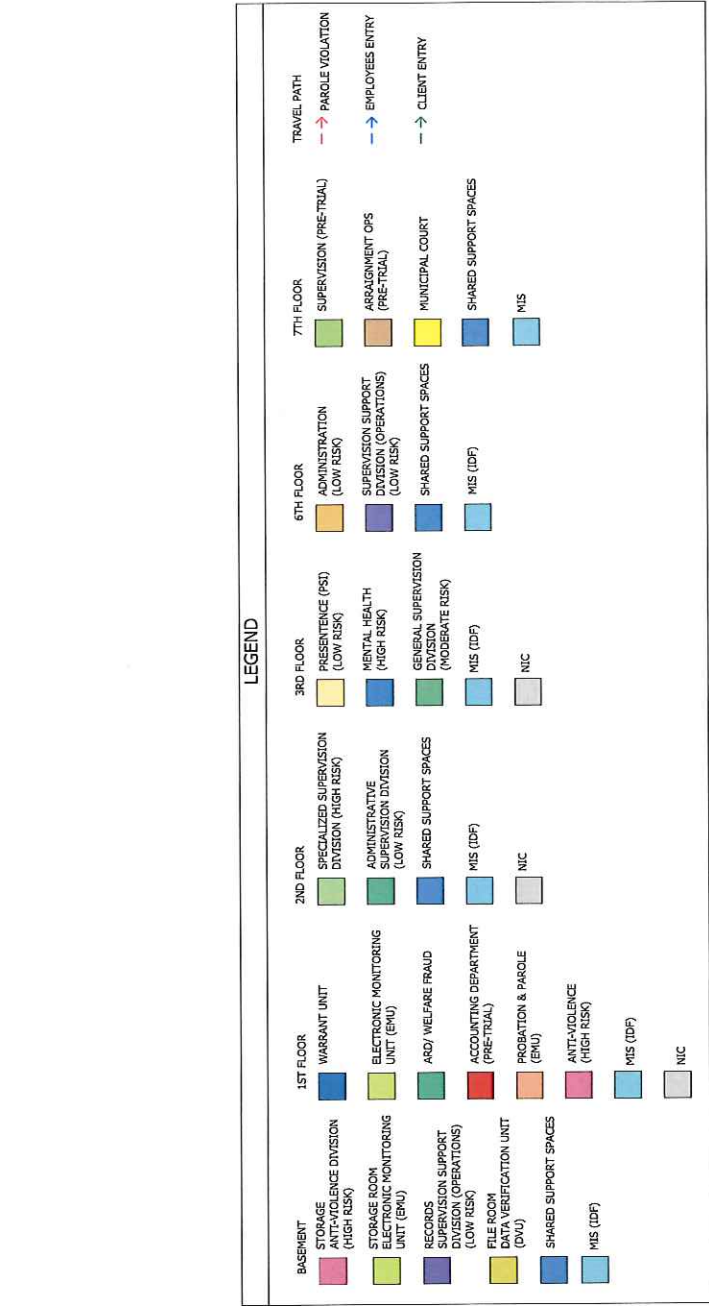 LEGEND
BASEMENT
STORAGE
ANTI-VIOLENCE DIVISION
(HIGH RISK)
STORAGE ROOM
ELECTRONIC MONITORING
UNIT (EMU)
RECORDS
SUPERVISION SUPPORT
DIVISION (OPERATIONS)
(LOW RISK)
FILE ROOM
DATA VERIFICATION UNIT
(DVU)
SHARED SUPPORT SPACES
MIS (IDF)
1ST FLOOR
WARRANT UNIT
ELECTRONIC MONITORING
UNIT (EMU)
ARD/ WELFARE FRAUD
ACCOUNTING DEPARTMENT
(PRE-TRIAL)
PROBATION & PAROLE
(EMU)
ANTI-VIOLENCE
(HIGH RISK)
MIS (IDF)
NIC
2ND FLOOR
SPECIALIZED SUPERVISION
DIVISION (HIGH RISK)
ADMINISTRATIVE
SUPERVISION DIVISION
(LOW RISK)
SHARED SUPPORT SPACES
MIS (IDF)
NIC
3RD FLOOR
PRESENTENCE (PSI)
(LOW RISK)
MENTAL HEALTH
(HIGH RISK)
GENERAL SUPERVISION
DIVISION
(MODERATE RISK)
MIS (IDF)
NIC
6TH FLOOR
ADMINISTRATION
(LOW RISK)
SUPERVISION SUPPORT
DIVISION (OPERATIONS)
(LOW RISK)
SHARED SUPPORT SPACES
MIS (IDF)
7TH FLOOR
SUPERVISION (PRE-TRIAL)
ARRAIGNMENT OPS
(PRE-TRIAL)
MUNICIPAL COURT
SHARED SUPPORT SPACES
MIS
TRAVEL PATH
PAROLE VIOLATION
EMPLOYEES ENTRY
CLIENT ENTRY